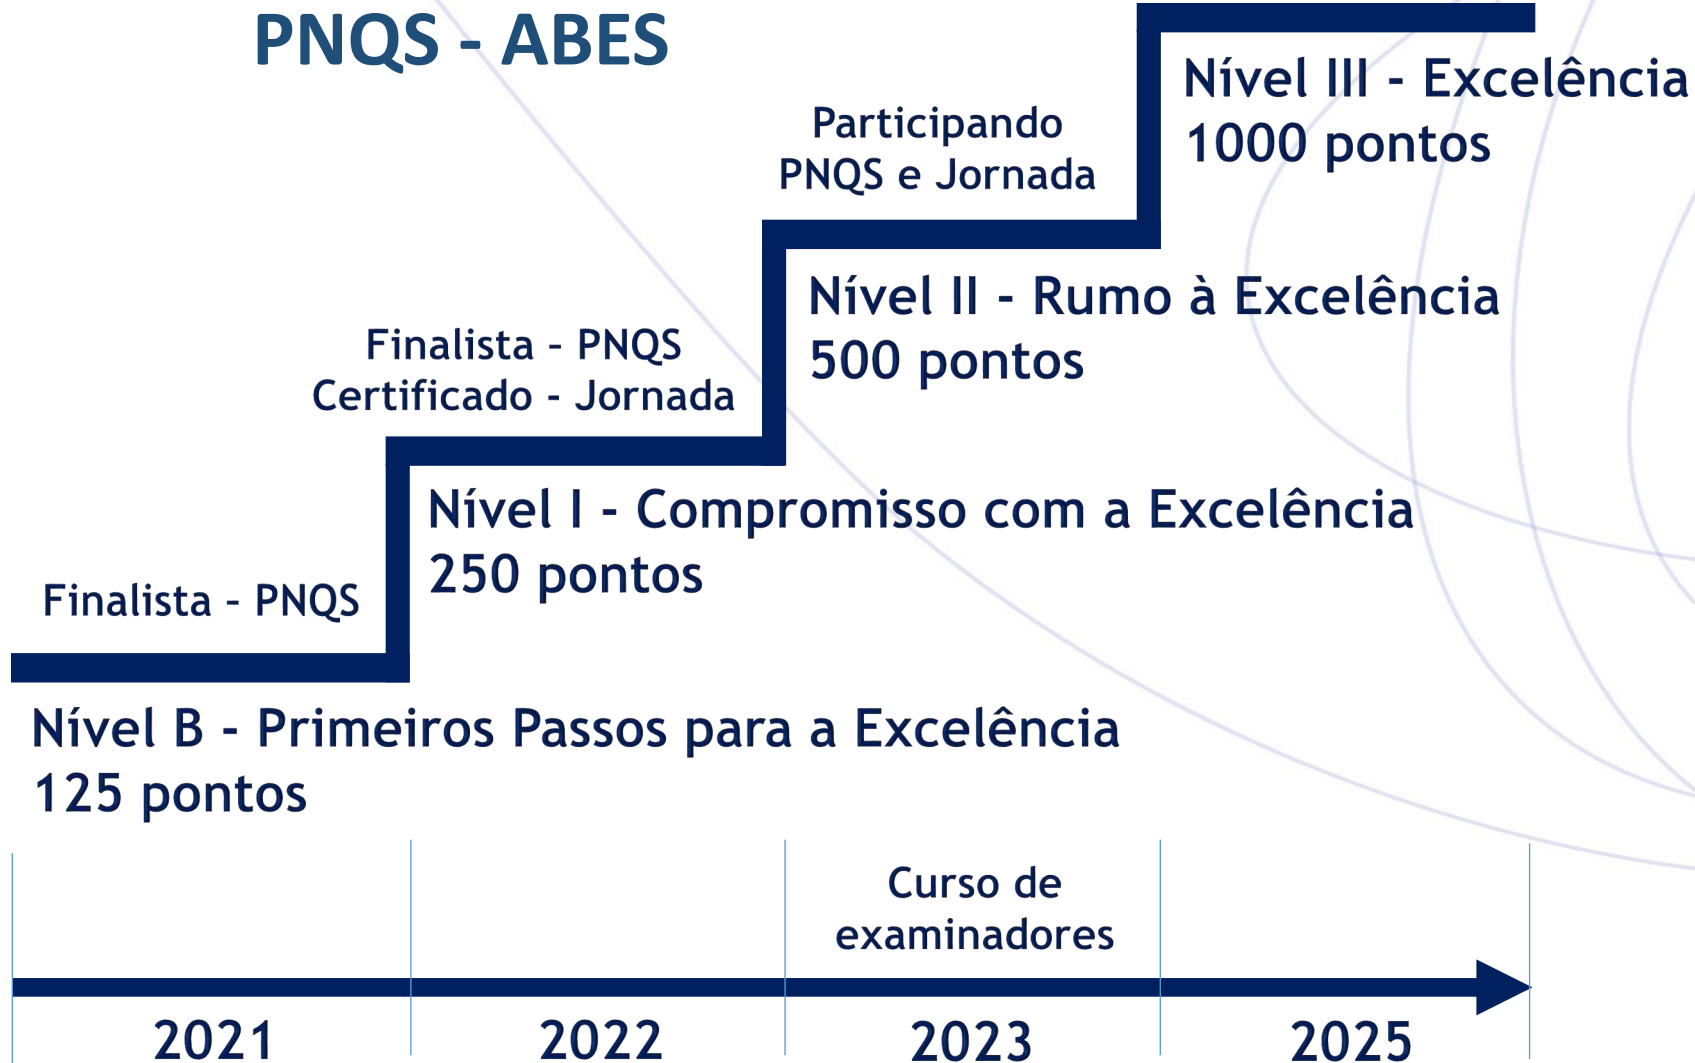 PNQS - ABES
Nível III - Excelência
1000 pontos
Participando
PNQS e Jornada
Nível II - Rumo à Excelência
500 pontos
Finalista – PNQS
Certificado - Jornada
Nível I - Compromisso com a Excelência
250 pontos
Finalista – PNQS
Nível B - Primeiros Passos para a Excelência
125 pontos
Curso de
examinadores
2021
2022
2023
2025